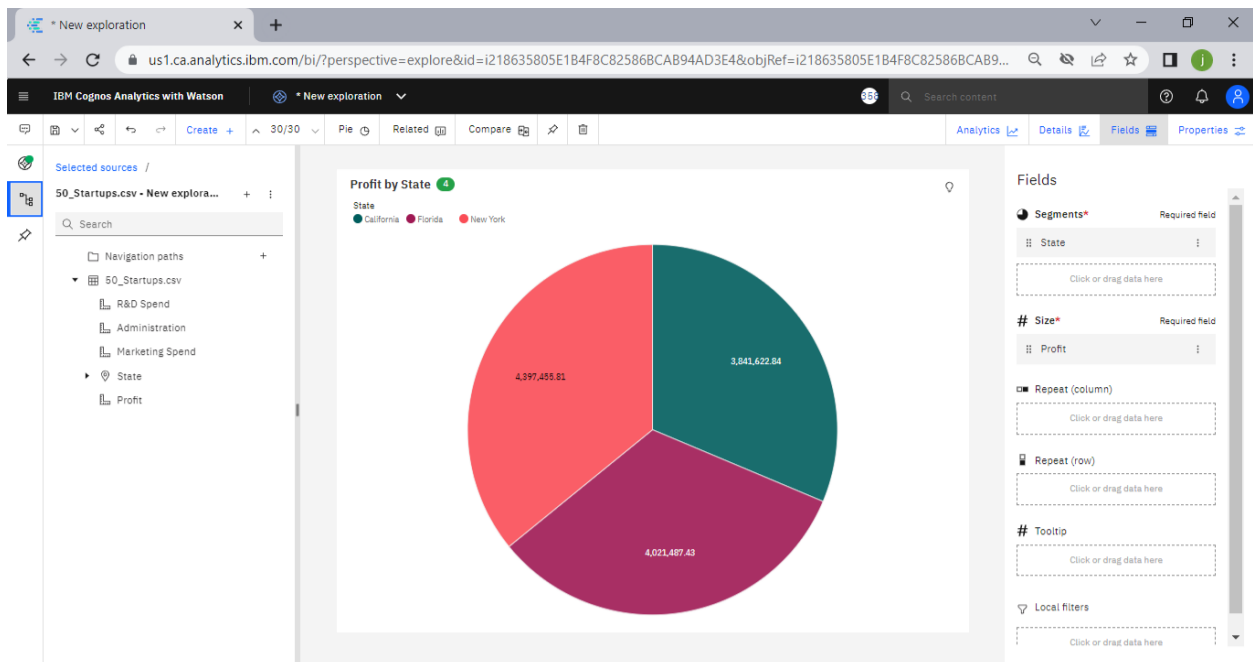 * New exploration
us1.ca.analytics.ibm.com/bi/?perspective=explore&id=i218635805E1B4F8C82586BCAB94AD3E4&objRef=i218635805E1B4F8C82586BCAB9...
j
IBM Cognos Analytics with Watson
* New exploration
Search content
Create +
30/30
Pie
Related
Compare
Analytics
Details
Fields
Properties
Selected sources /
50_Startups.csv - New explora...
Search
Navigation paths
50_Startups.csv
R&D Spend
Administration
Marketing Spend
State
Profit
Profit by State 4
State
California Florida New York
3,841,622.84
4,397,455.81
4,021,487.43
Fields
Segments* Required field
State
Click or drag data here
# Size* Required field
Profit
Click or drag data here
Repeat (column)
Click or drag data here
Repeat (row)
Click or drag data here
# Tooltip
Click or drag data here
Local filters
Click or drag data here